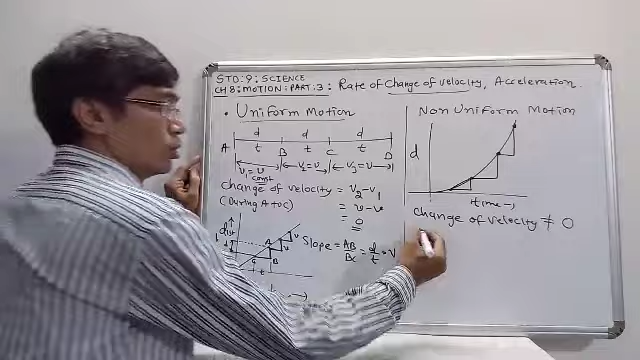 STD: 9: SCIENCE
CH 8: MOTION: PART: 3: Rate of Change of velocity, Acceleration.
• Uniform Motion
d d d
A t B t C t D
V1 = v V2 = v V3 = v
const
change of velocity = V2 - V1
(During A to C) = v - v
= 0
dist
Slope = AB/BC = d/t = v
A
C B
t
Non Uniform Motion
d
time →
Change of velocity ≠ 0